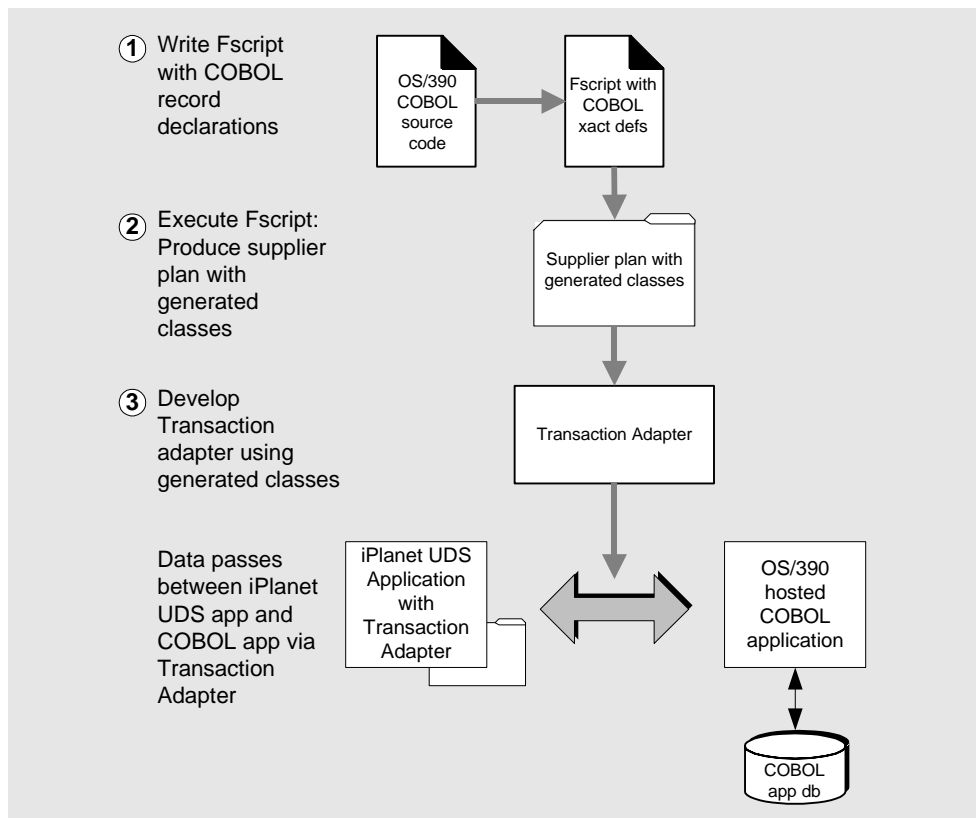 1 Write Fscript
with COBOL
record
declarations
OS/390
COBOL
source
code
Fscript with
COBOL
xact defs
2 Execute Fscript:
Produce supplier
plan with
generated
classes
Supplier plan with
generated classes
3 Develop
Transaction
adapter using
generated classes
Transaction Adapter
Data passes
between iPlanet
UDS app and
COBOL app via
Transaction
Adapter
iPlanet UDS
Application
with
Transaction
Adapter
OS/390
hosted
COBOL
application
COBOL
app db